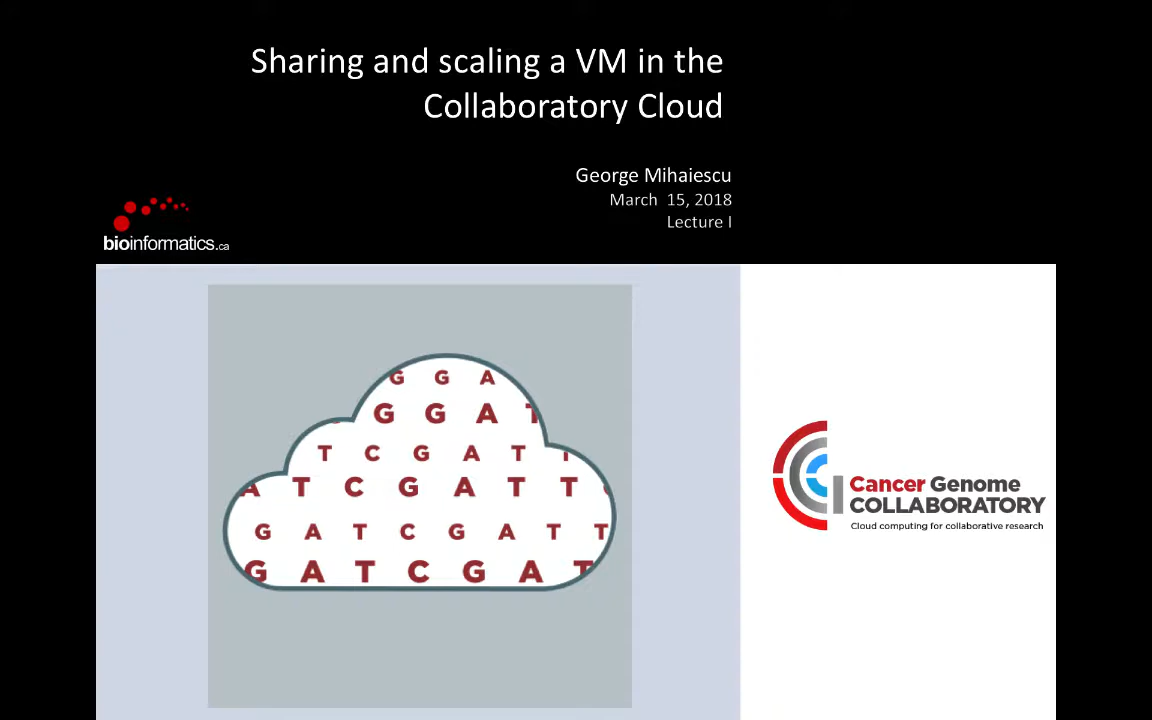 Sharing and scaling a VM in the
Collaboratory Cloud
George Mihaiescu
March 15, 2018
Lecture I
bioinformatics.ca
G G A
G G A T
T C G A T
A T C G A T T
G A T C G A T T
G A T C G A T
Cancer Genome
COLLABORATORY
Cloud computing for collaborative research